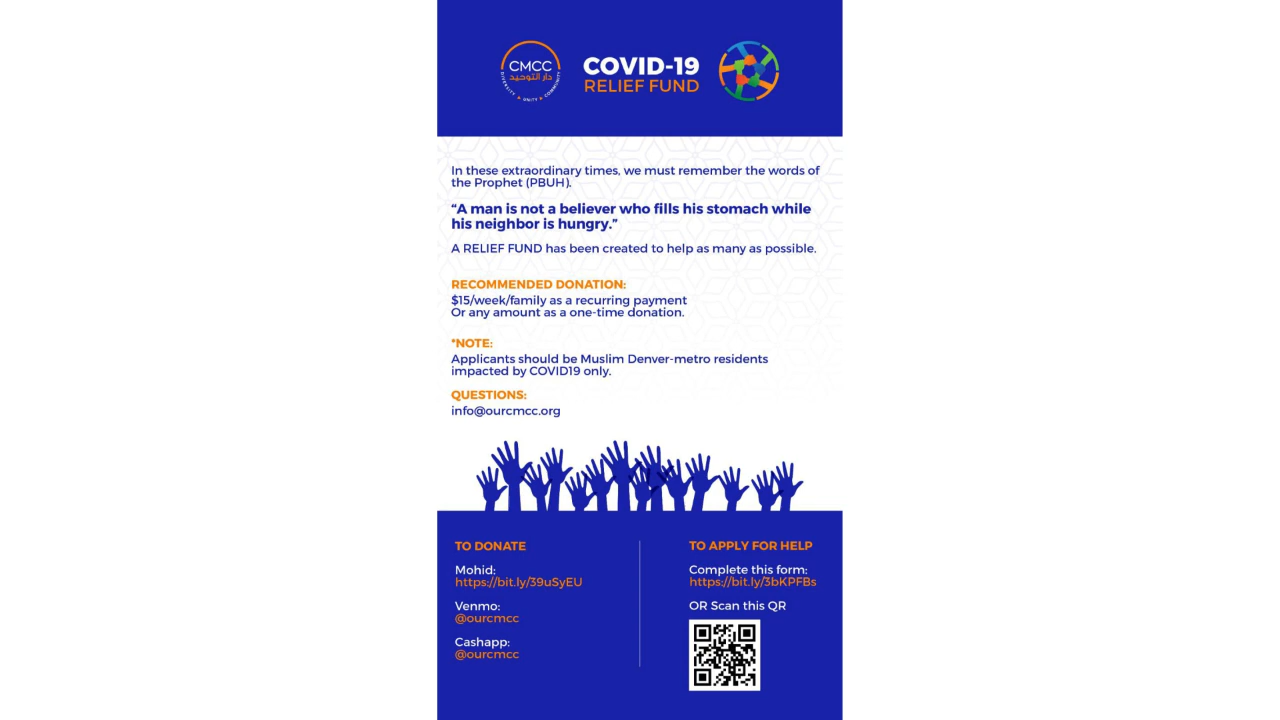 CMCC
دار التوحيد
DIVERSITY ▸ UNITY ▸ COMMUNITY
COVID-19
RELIEF FUND
In these extraordinary times, we must remember the words of
the Prophet (PBUH).
“A man is not a believer who fills his stomach while
his neighbor is hungry.”
A RELIEF FUND has been created to help as many as possible.
RECOMMENDED DONATION:
$15/week/family as a recurring payment
Or any amount as a one-time donation.
*NOTE:
Applicants should be Muslim Denver-metro residents
impacted by COVID19 only.
QUESTIONS:
info@ourcmcc.org
TO DONATE
Mohid:
https://bit.ly/39uSyEU
Venmo:
@ourcmcc
Cashapp:
@ourcmcc
TO APPLY FOR HELP
Complete this form:
https://bit.ly/3bKPFBs
OR Scan this QR